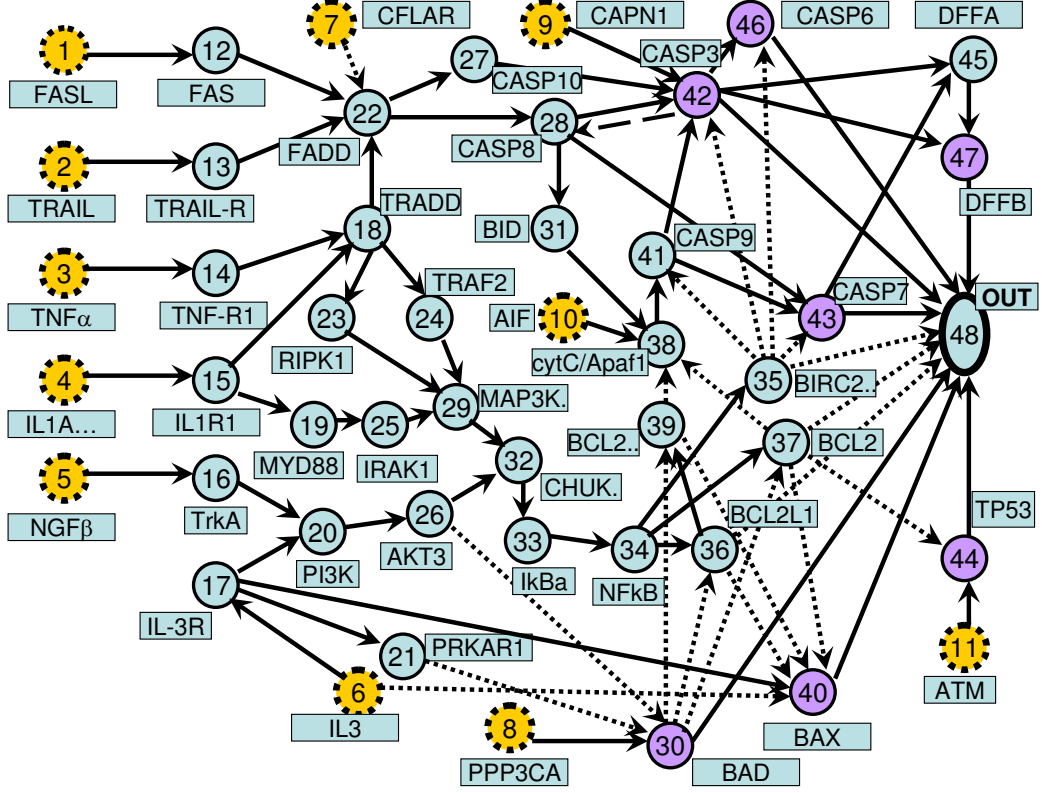 7 CFLAR 9 CAPN1 46 CASP6 DFFA
1 12 27 CASP3 45
FASL FAS CASP10 42
22 28
2 13 FADD CASP8 47
TRAIL TRAIL-R TRADD DFFB
18 BID 31 41 CASP9
3 14 TRAF2 CASP7 OUT
TNFα TNF-R1 23 24 AIF 10 38 43 48
RIPK1 cytC/Apaf1
4 15 29 MAP3K. 35 BIRC2..
IL1A... IL1R1 19 25 39 37 BCL2
MYD88 IRAK1 32 BCL2..
5 16 CHUK.
NGFβ TrkA 20 26 33 34 36 BCL2L1 TP53
PI3K AKT3 IkBa NFkB 44
17
IL-3R 21 PRKAR1 11
6 40 ATM
IL3 8 30 BAX
PPP3CA BAD